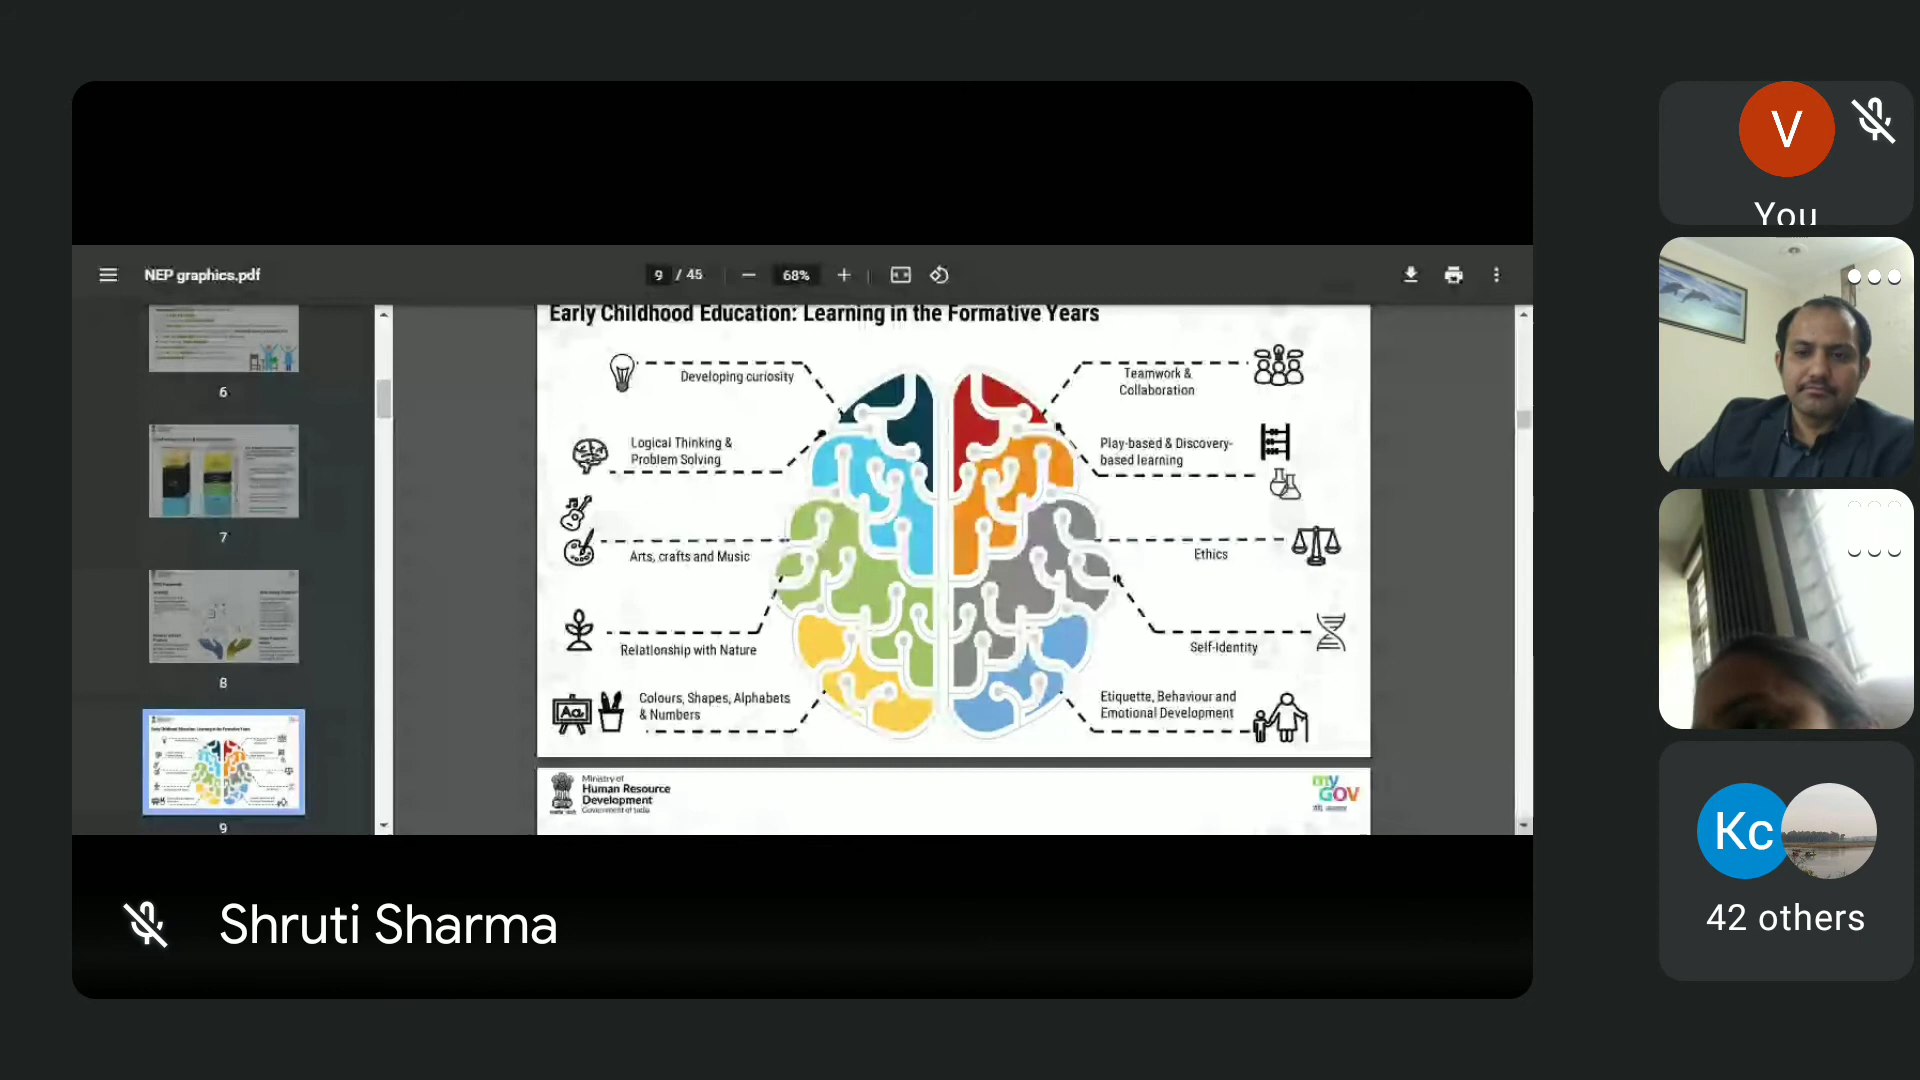 V
You
NEP graphics.pdf
9 / 45
68%
6
7
8
9
Early Childhood Education: Learning in the Formative Years
Developing curiosity
Logical Thinking &
Problem Solving
Arts, crafts and Music
Relationship with Nature
Aa
Colours, Shapes, Alphabets
& Numbers
Teamwork &
Collaboration
Play-based & Discovery-
based learning
Ethics
Self-Identity
Etiquette, Behaviour and
Emotional Development
Ministry of
Human Resource
Development
Government of India
my
GOV
Kc
42 others
Shruti Sharma